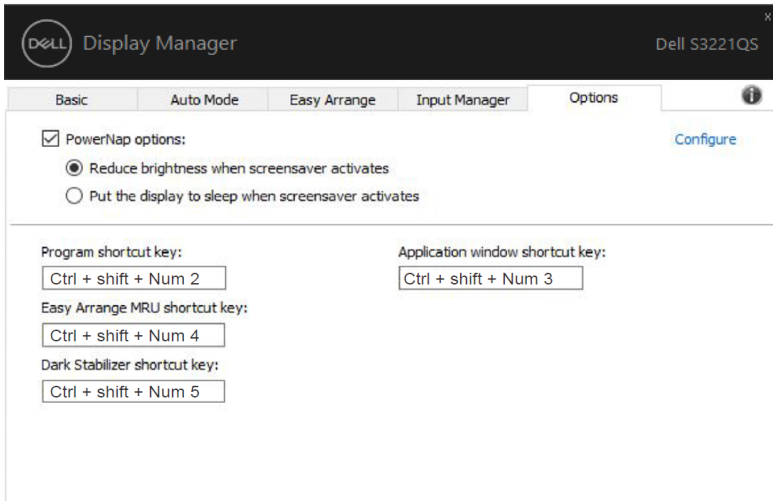 DELL Display Manager
Dell S3221QS
x
Basic Auto Mode Easy Arrange Input Manager Options
PowerNap options:
Configure
Reduce brightness when screensaver activates
Put the display to sleep when screensaver activates
Program shortcut key:
Application window shortcut key:
Ctrl + shift + Num 2
Ctrl + shift + Num 3
Easy Arrange MRU shortcut key:
Ctrl + shift + Num 4
Dark Stabilizer shortcut key:
Ctrl + shift + Num 5